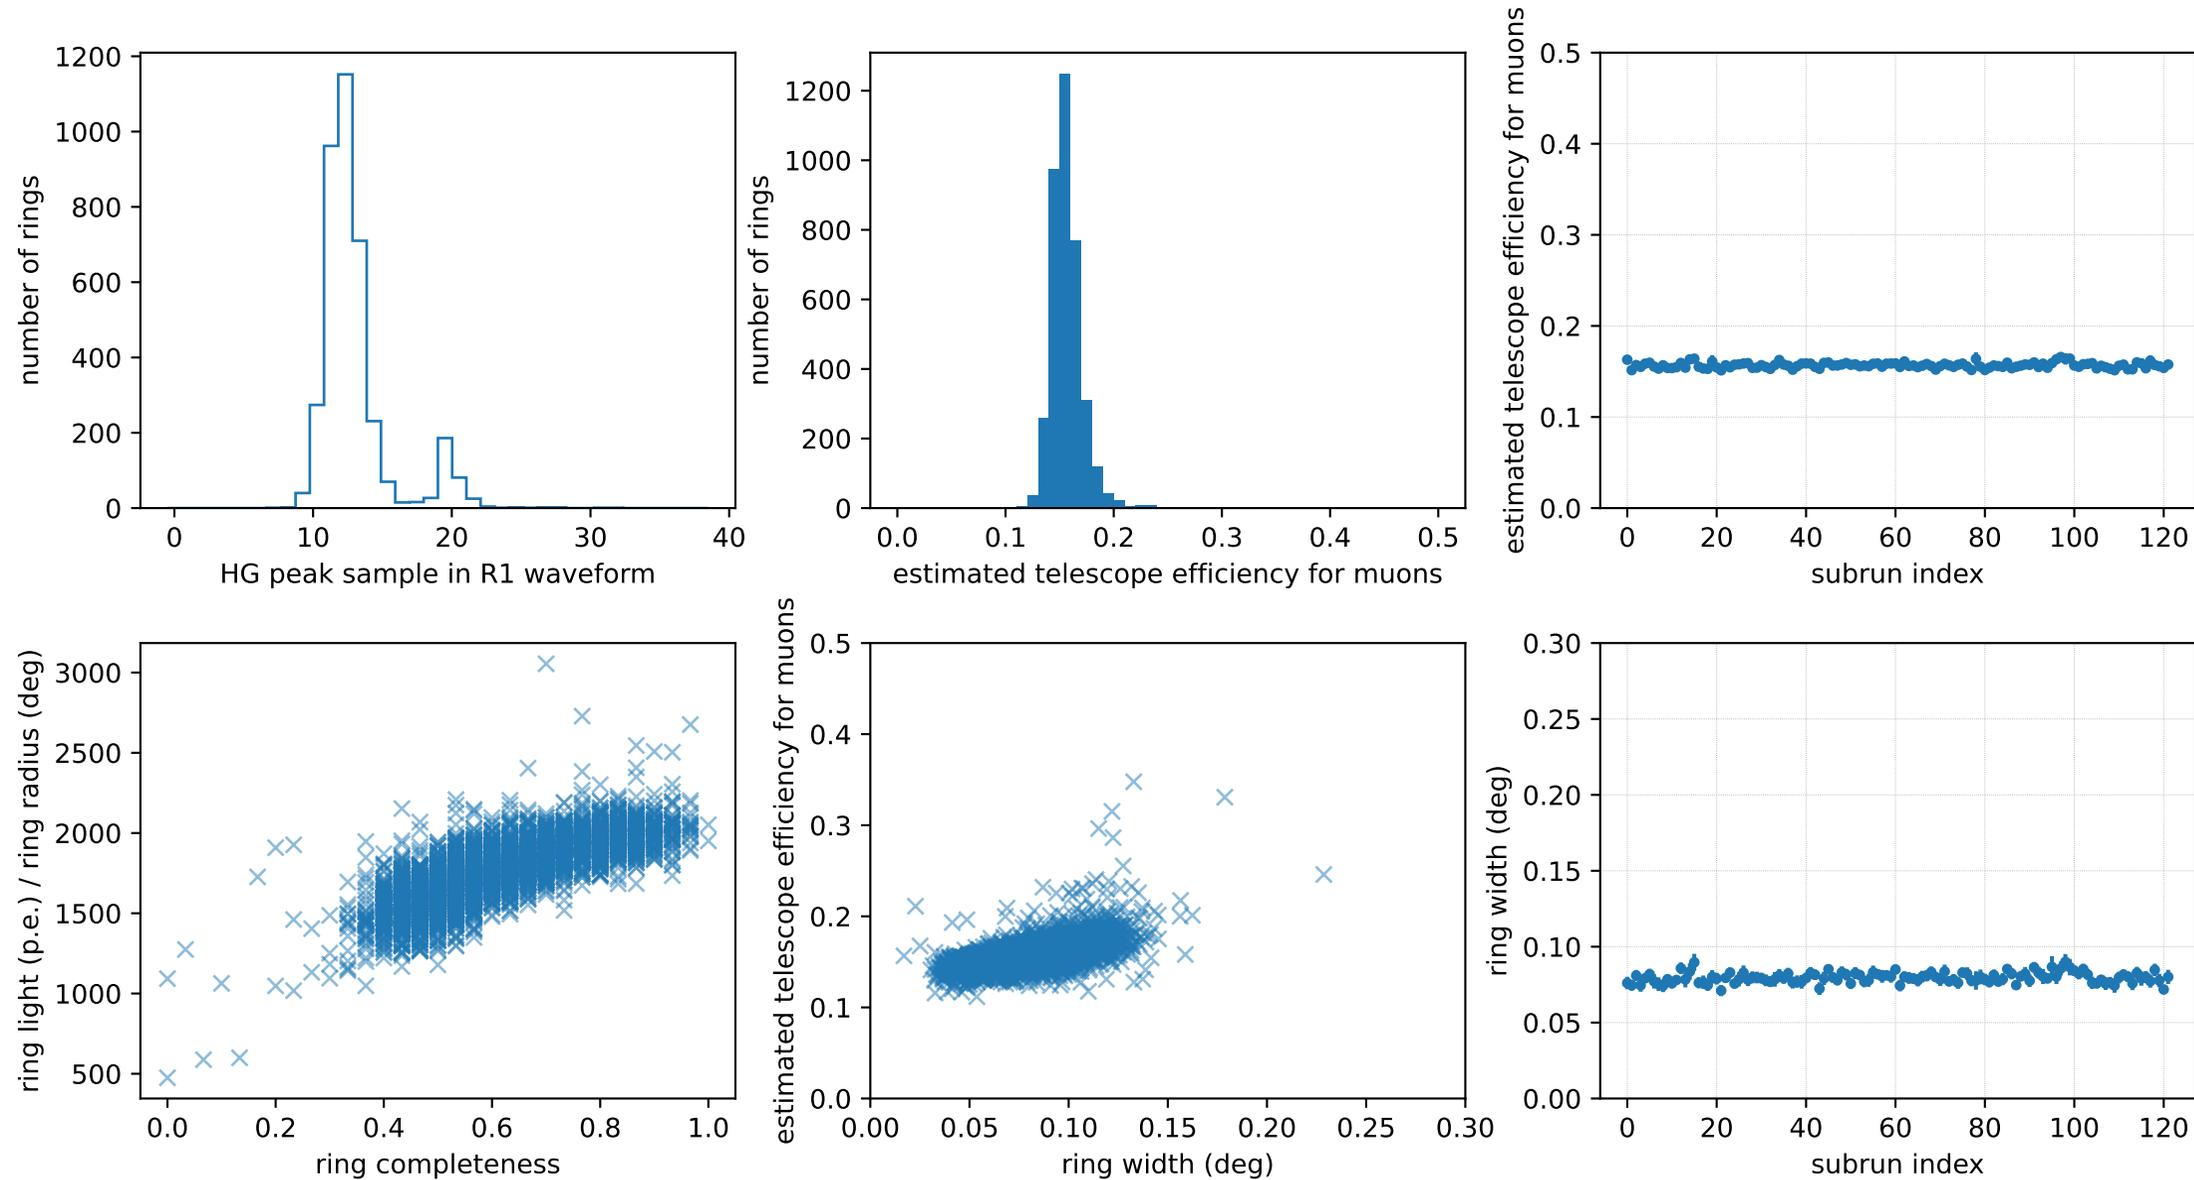 1200
1000
800
600
400
200
0
number of rings
0 10 20 30 40
HG peak sample in R1 waveform
1200
1000
800
600
400
200
0
number of rings
0.0 0.1 0.2 0.3 0.4 0.5
estimated telescope efficiency for muons
0.5
0.4
0.3
0.2
0.1
0.0
estimated telescope efficiency for muons
0 20 40 60 80 100 120
subrun index
3000
2500
2000
1500
1000
500
ring light (p.e.) / ring radius (deg)
0.0 0.2 0.4 0.6 0.8 1.0
ring completeness
0.5
0.4
0.3
0.2
0.1
0.0
estimated telescope efficiency for muons
0.00 0.05 0.10 0.15 0.20 0.25 0.30
ring width (deg)
0.30
0.25
0.20
0.15
0.10
0.05
0.00
ring width (deg)
0 20 40 60 80 100 120
subrun index